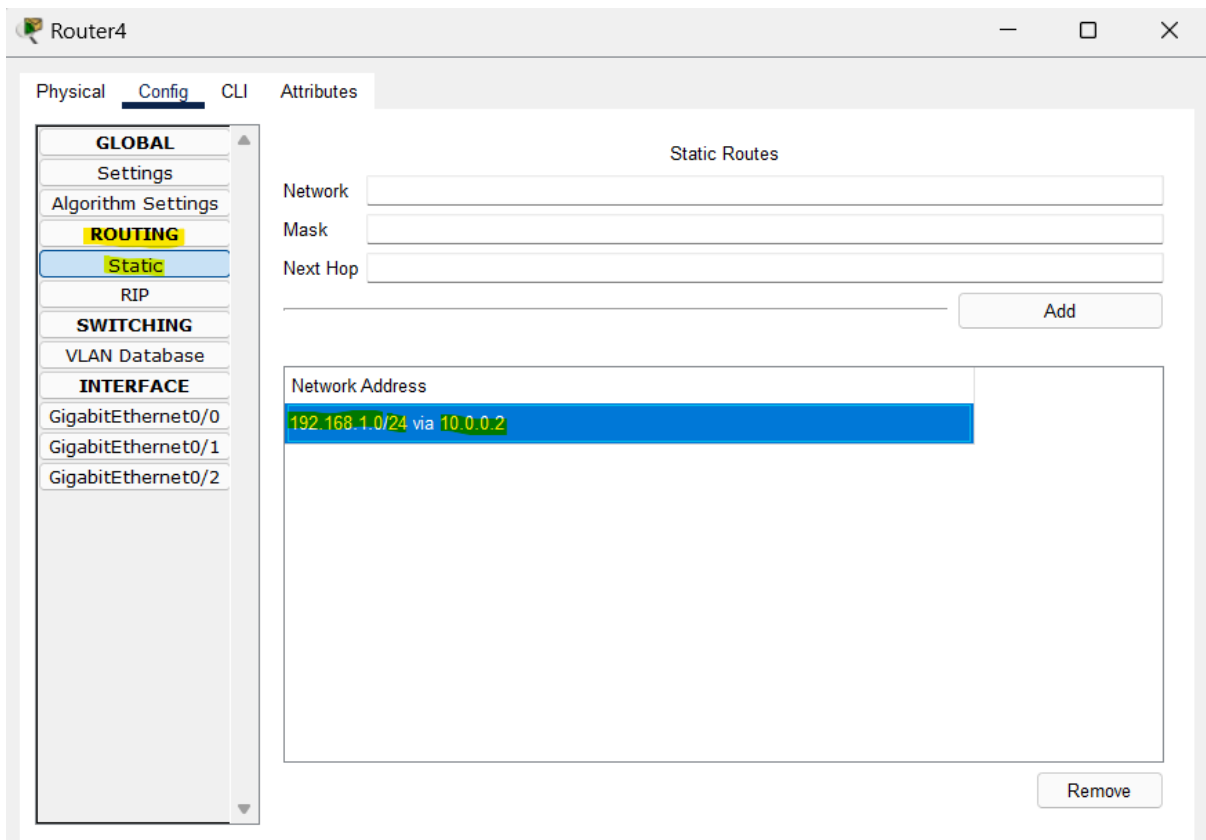 Router4
Physical Config CLI Attributes
GLOBAL
Settings
Algorithm Settings
ROUTING
Static
RIP
SWITCHING
VLAN Database
INTERFACE
GigabitEthernet0/0
GigabitEthernet0/1
GigabitEthernet0/2
Static Routes
Network
Mask
Next Hop
Add
Network Address
192.168.1.0/24 via 10.0.0.2
Remove